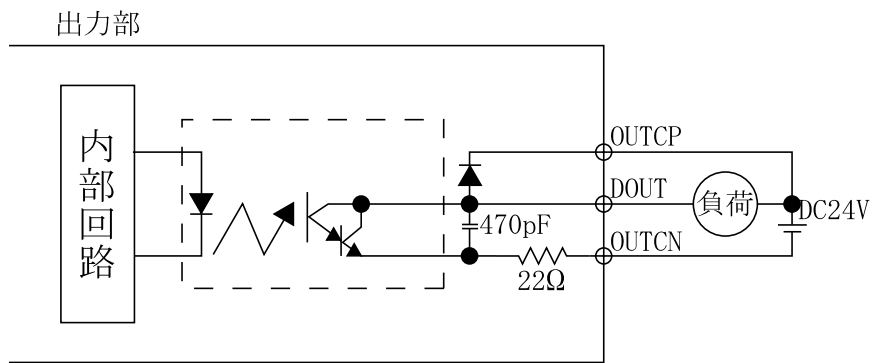 出力部
内部回路
OUTCP
DOUT
負荷
DC24V
470pF
OUTCN
22Ω